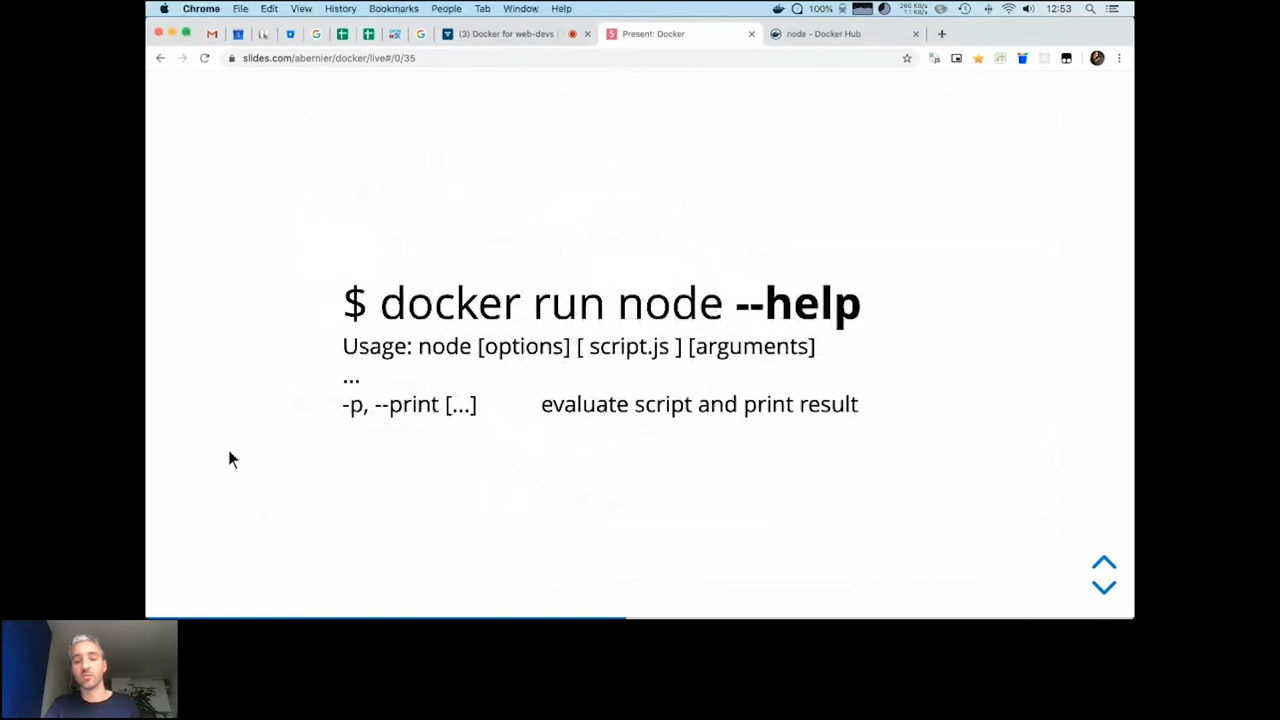 Chrome File Edit View History Bookmarks People Tab Window Help 100% 12:53
(3) Docker for web-devs Present: Docker node - Docker Hub
slides.com/abernier/docker/live#/0/35
$ docker run node --help
Usage: node [options] [ script.js ] [arguments]
...
-p, --print [...] evaluate script and print result